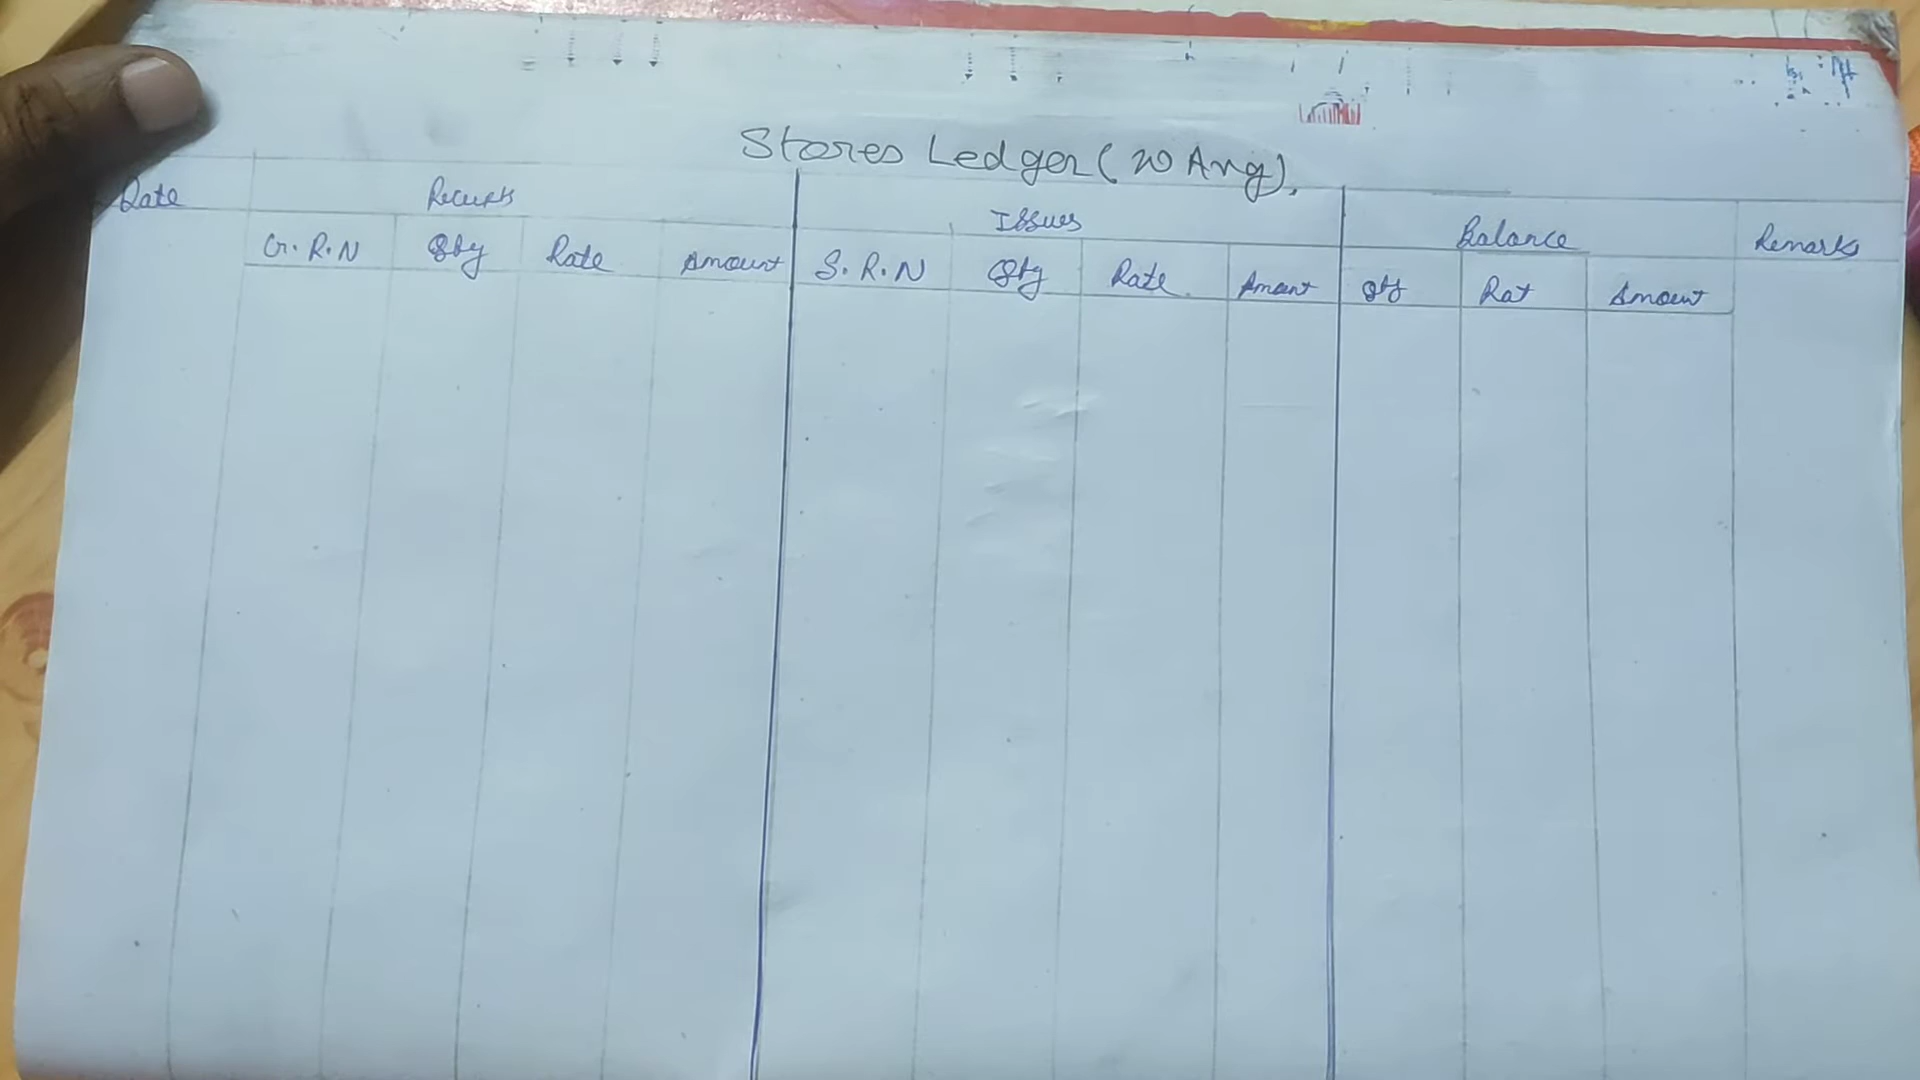 Stores Ledger (W Avg).
Date Receipts Issues Balance Remarks
G.R.N Qty Rate Amount S.R.N Qty Rate Amount Qty Rat Amount